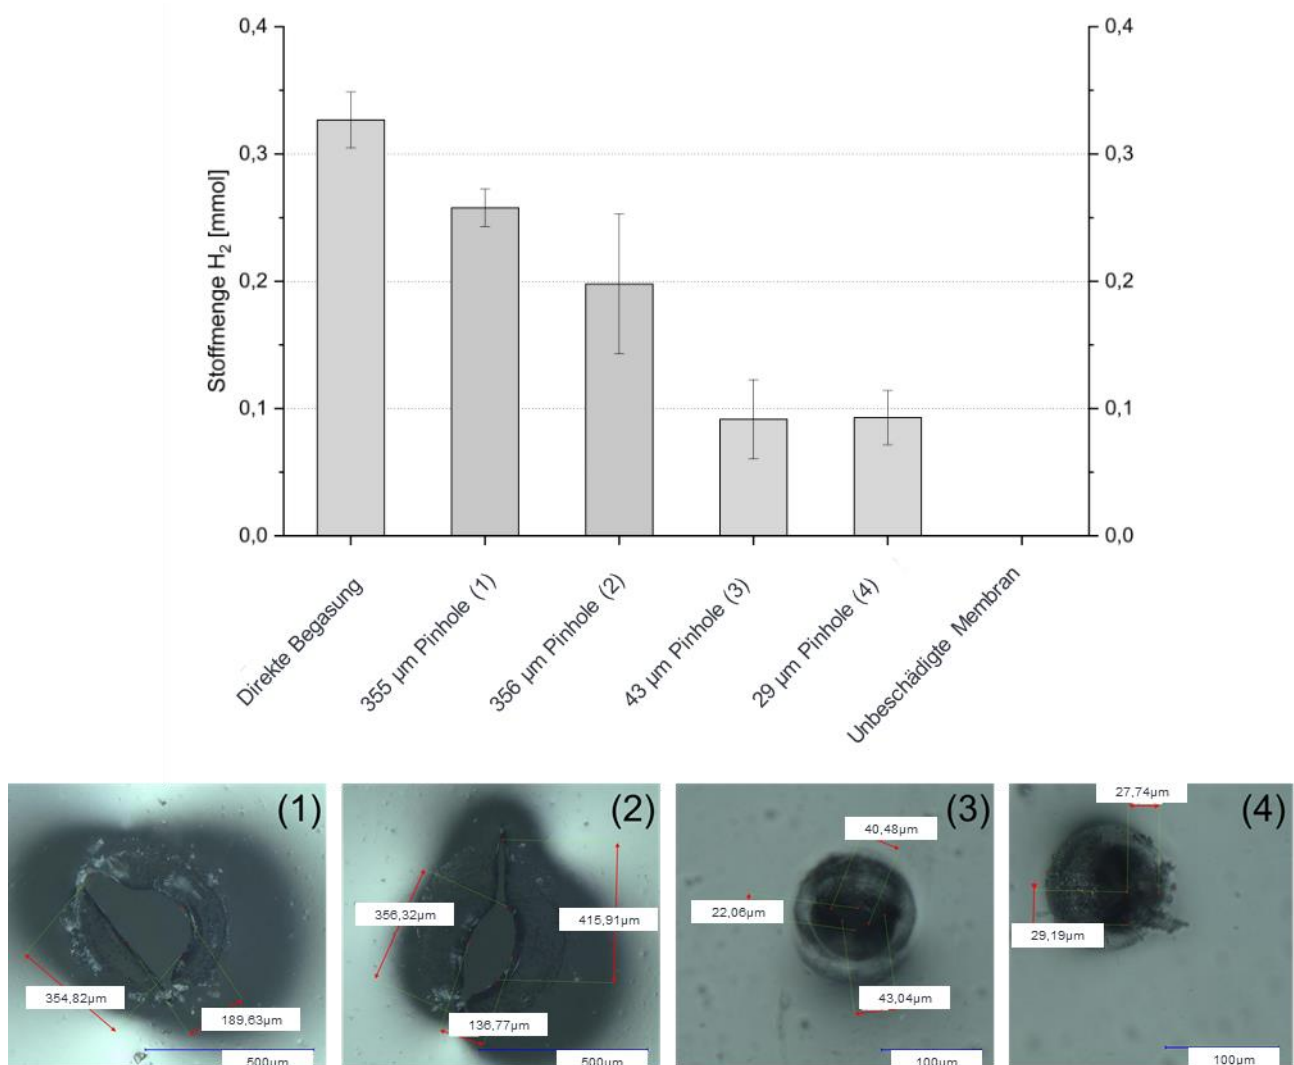 0,4
0,3
0,2
0,1
0,0
Stoffmenge H₂ [mmol]
0,4
0,3
0,2
0,1
0,0
Direkte Begasung
355 µm Pinhole (1)
356 µm Pinhole (2)
43 µm Pinhole (3)
29 µm Pinhole (4)
Unbeschädigte Membran
(1)
354,82µm
189,63µm
500µm
(2)
356,32µm
415,91µm
136,77µm
500µm
(3)
40,48µm
22,06µm
43,04µm
100µm
27,74µm
(4)
29,19µm
100µm